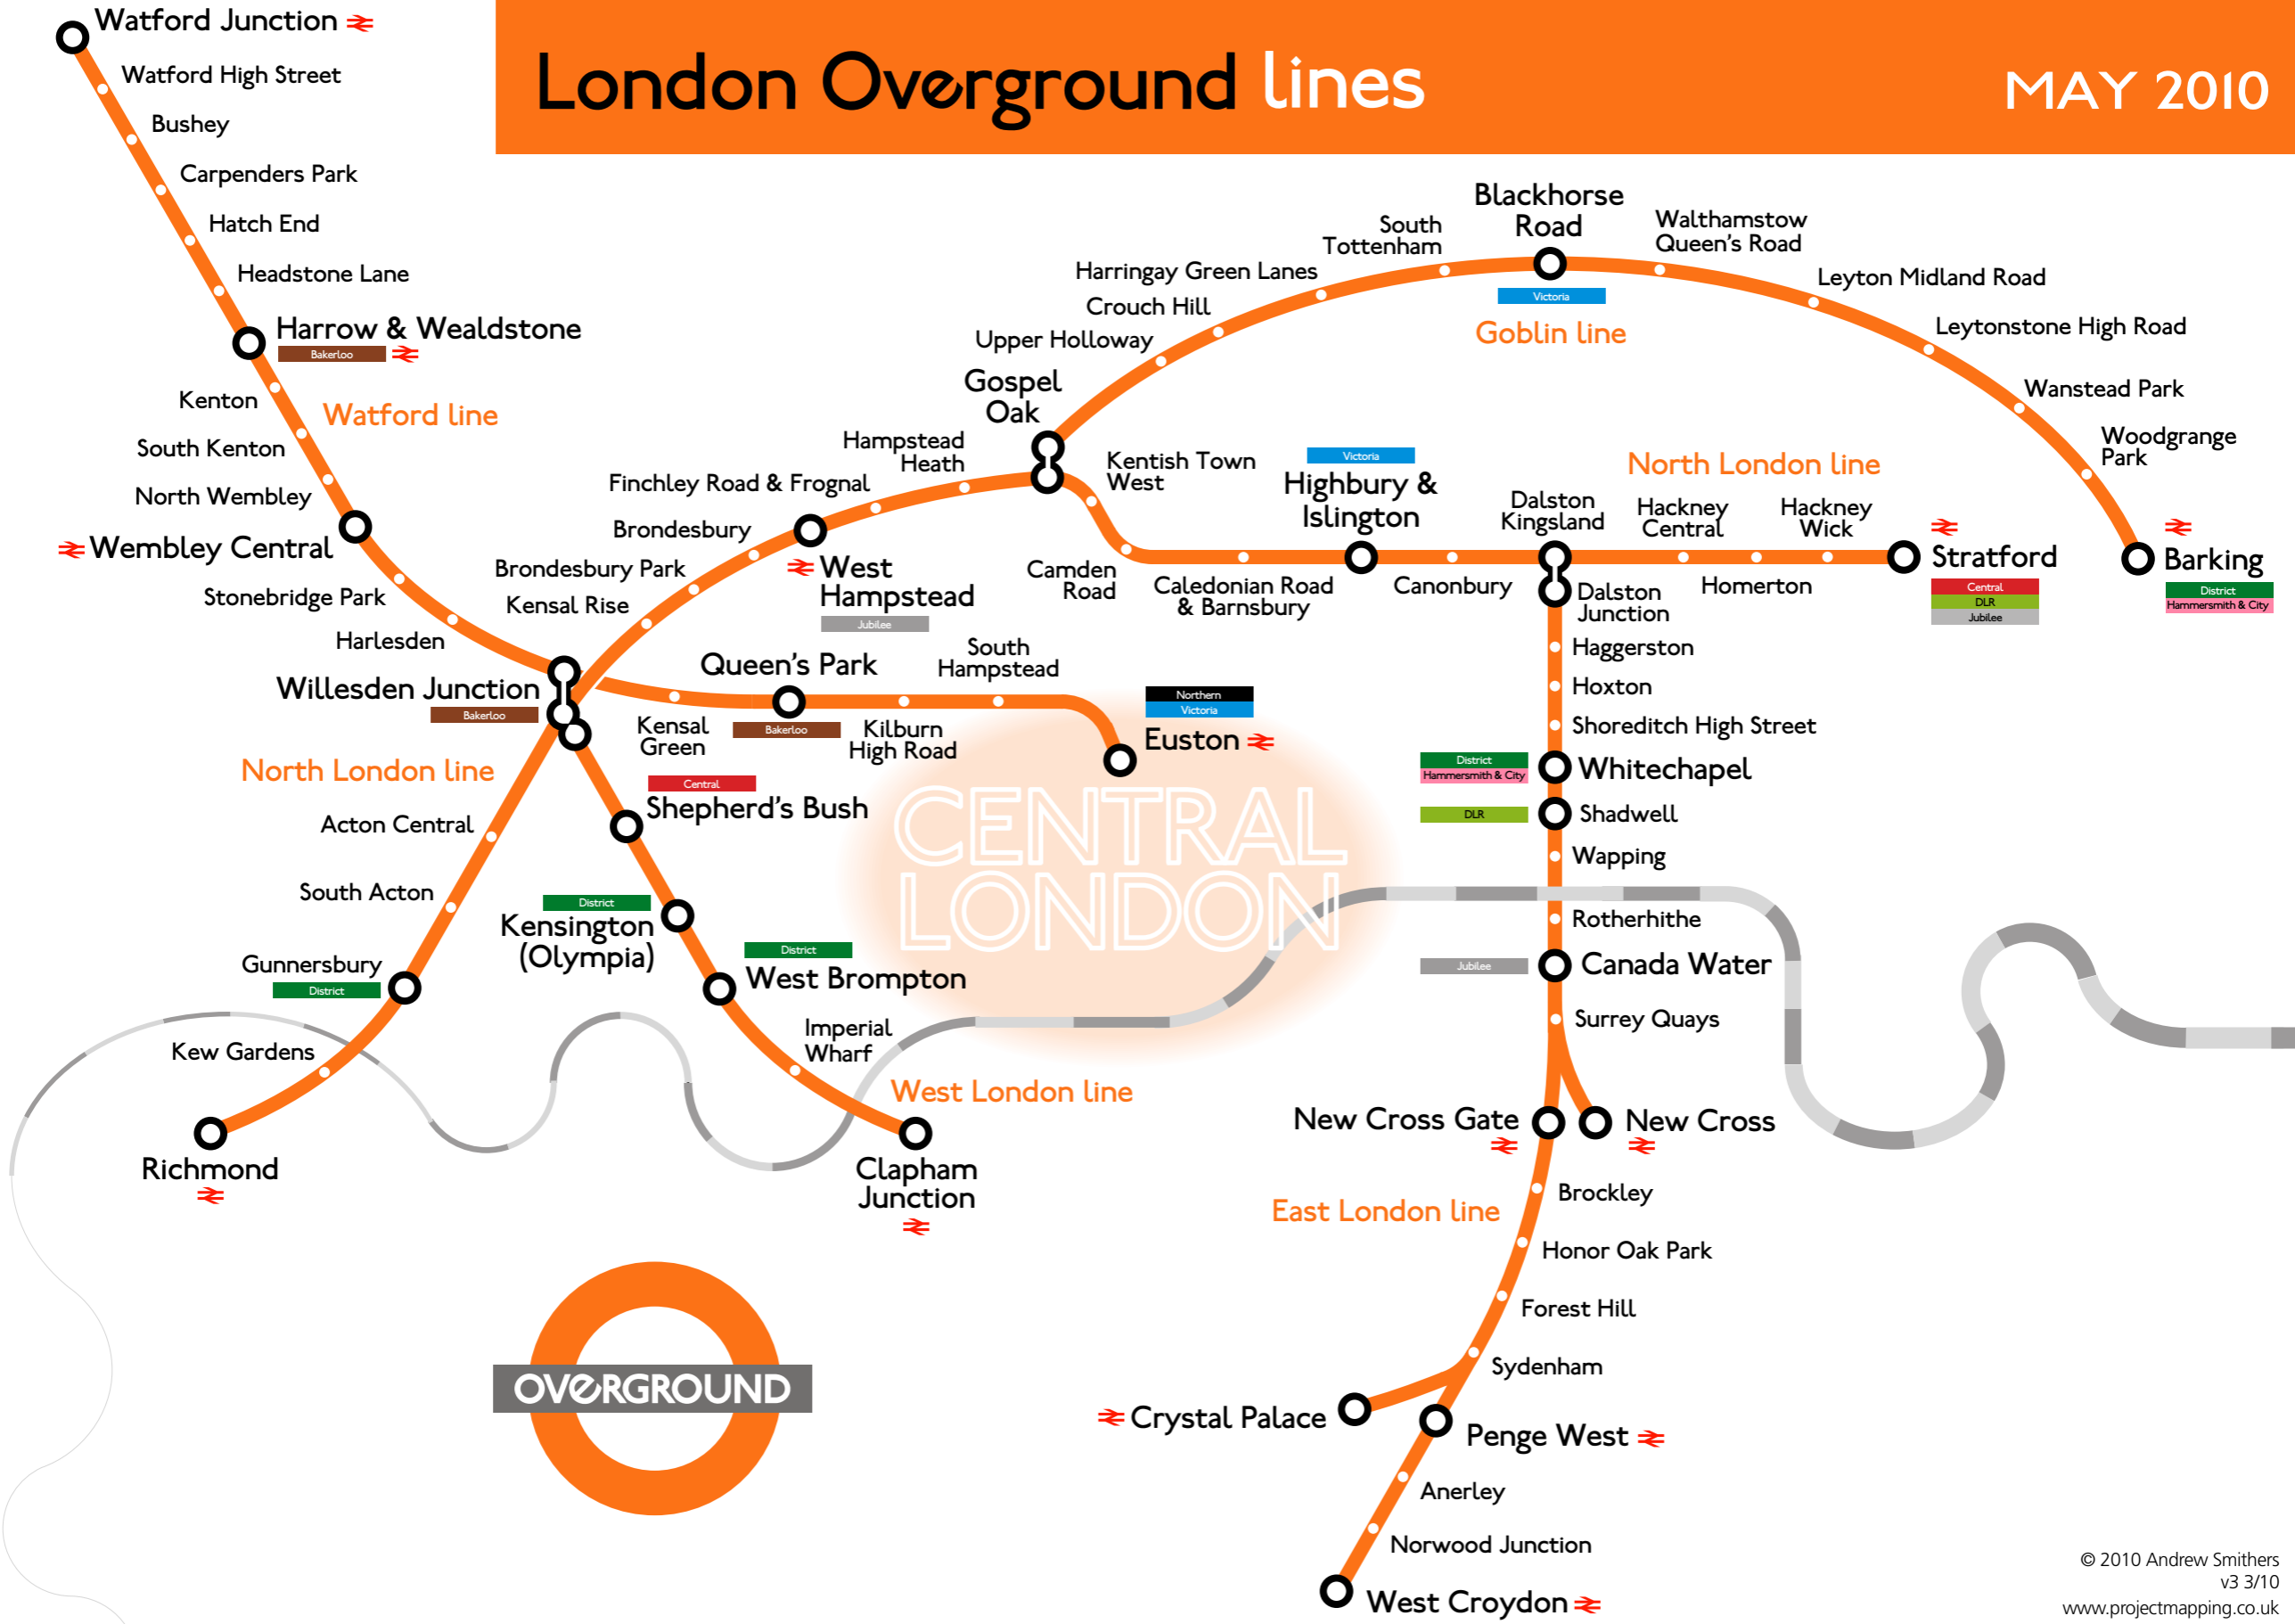 London Overground lines
MAY 2010
Watford Junction
Watford High Street
Bushey
Carpenders Park
Hatch End
Headstone Lane
Harrow & Wealdstone
Bakerloo
Kenton
Watford line
South Kenton
North Wembley
Wembley Central
Stonebridge Park
Harlesden
Willesden Junction
Bakerloo
Kensal
Green
Queen's Park
Bakerloo
Kilburn
High Road
South
Hampstead
Northern
Victoria
Euston
North London line
Acton Central
South Acton
Gunnersbury
District
Kew Gardens
Richmond
Kensal Rise
Brondesbury Park
Brondesbury
West
Hampstead
Jubilee
Finchley Road & Frognal
Hampstead
Heath
Gospel
Oak
Kentish Town
West
Camden
Road
Caledonian Road
& Barnsbury
Victoria
Highbury &
Islington
Canonbury
Dalston
Kingsland
North London line
Hackney
Central
Homerton
Hackney
Wick
Stratford
Central
DLR
Jubilee
Upper Holloway
Crouch Hill
Harringay Green Lanes
South
Tottenham
Blackhorse
Road
Victoria
Goblin line
Walthamstow
Queen's Road
Leyton Midland Road
Leytonstone High Road
Wanstead Park
Woodgrange
Park
Barking
District
Hammersmith & City
Central
Shepherd's Bush
District
Kensington
(Olympia)
District
West Brompton
Imperial
Wharf
West London line
Clapham
Junction
CENTRAL
LONDON
Dalston
Junction
Haggerston
Hoxton
Shoreditch High Street
District
Hammersmith & City
Whitechapel
DLR
Shadwell
Wapping
Rotherhithe
Jubilee
Canada Water
Surrey Quays
New Cross Gate
New Cross
East London line
Brockley
Honor Oak Park
Forest Hill
Sydenham
Crystal Palace
Penge West
Anerley
Norwood Junction
West Croydon
OVERGROUND
© 2010 Andrew Smithers
v3 3/10
www.projectmapping.co.uk